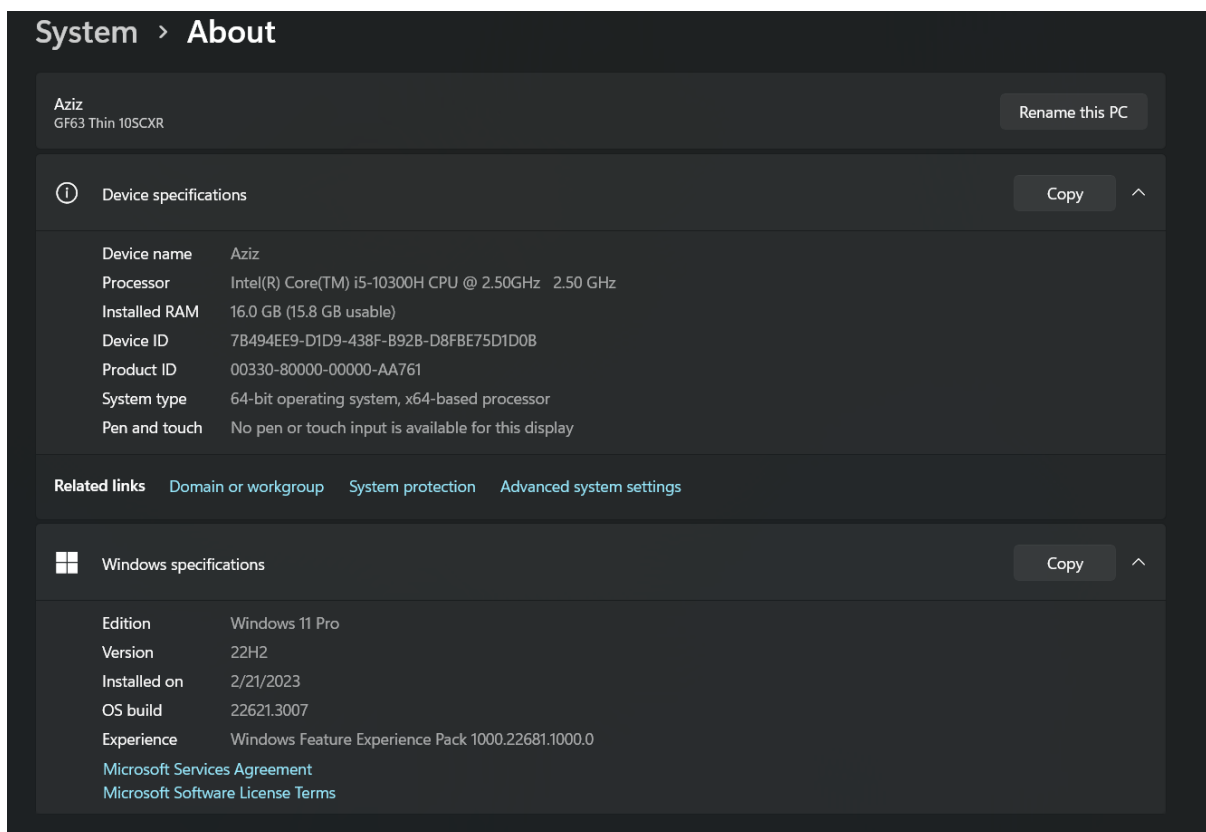 System > About
Aziz
GF63 Thin 10SCXR
Rename this PC
Device specifications
Copy
Device name Aziz
Processor Intel(R) Core(TM) i5-10300H CPU @ 2.50GHz 2.50 GHz
Installed RAM 16.0 GB (15.8 GB usable)
Device ID 7B494EE9-D1D9-438F-B92B-D8FBE75D1D0B
Product ID 00330-80000-00000-AA761
System type 64-bit operating system, x64-based processor
Pen and touch No pen or touch input is available for this display
Related links Domain or workgroup System protection Advanced system settings
Windows specifications
Copy
Edition Windows 11 Pro
Version 22H2
Installed on 2/21/2023
OS build 22621.3007
Experience Windows Feature Experience Pack 1000.22681.1000.0
Microsoft Services Agreement
Microsoft Software License Terms